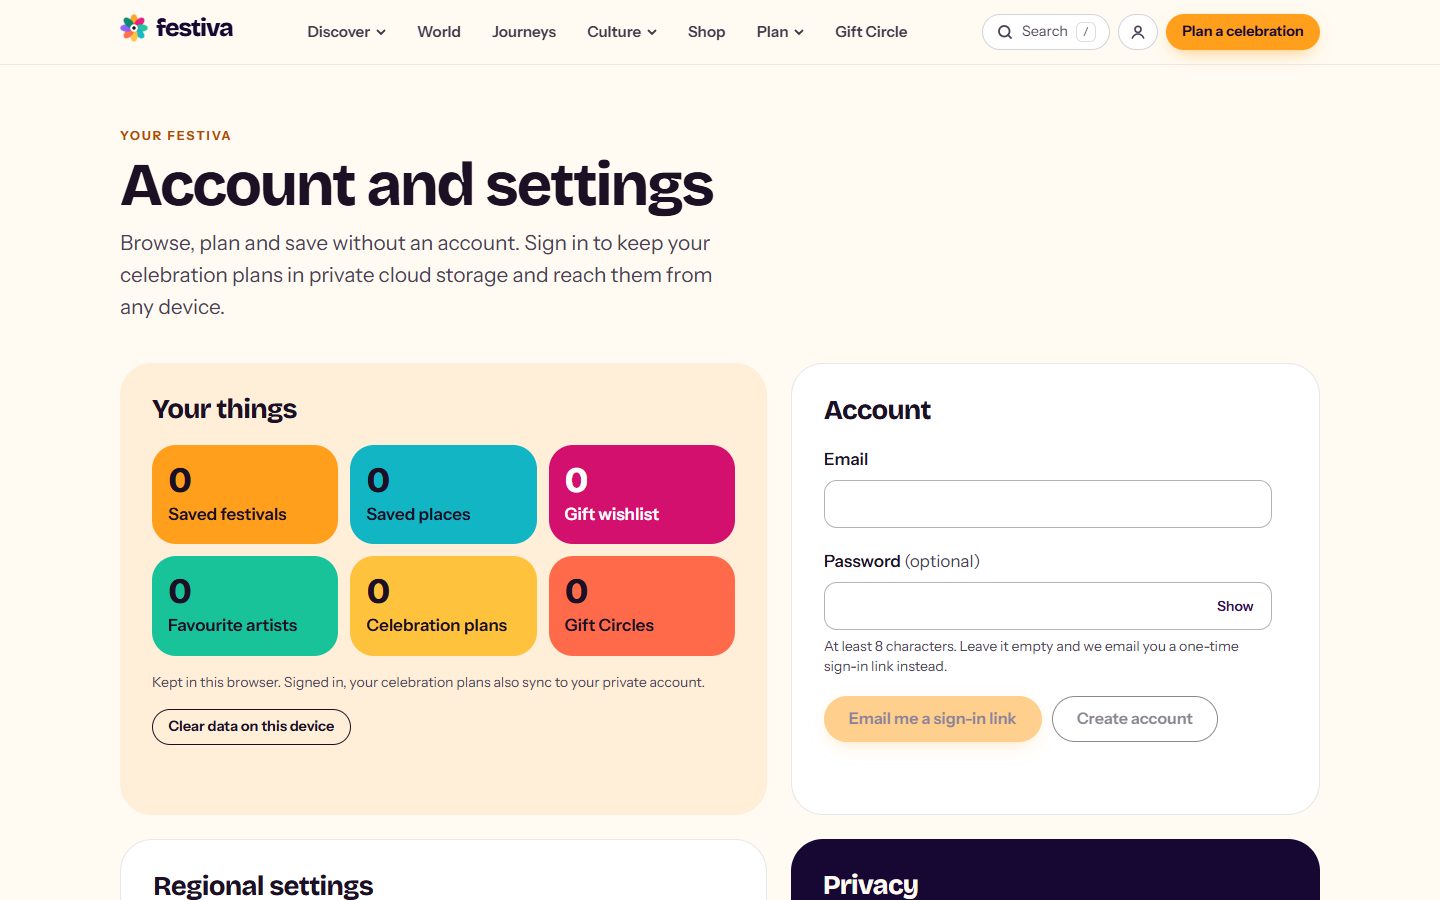 festiva
Discover
World
Journeys
Culture
Shop
Plan
Gift Circle
Search /
Plan a celebration
YOUR FESTIVA
Account and settings
Browse, plan and save without an account. Sign in to keep your
celebration plans in private cloud storage and reach them from
any device.
Your things
0
Saved festivals
0
Saved places
0
Gift wishlist
0
Favourite artists
0
Celebration plans
0
Gift Circles
Kept in this browser. Signed in, your celebration plans also sync to your private account.
Clear data on this device
Account
Email
Password (optional)
Show
At least 8 characters. Leave it empty and we email you a one-time
sign-in link instead.
Email me a sign-in link
Create account
Regional settings
Privacy